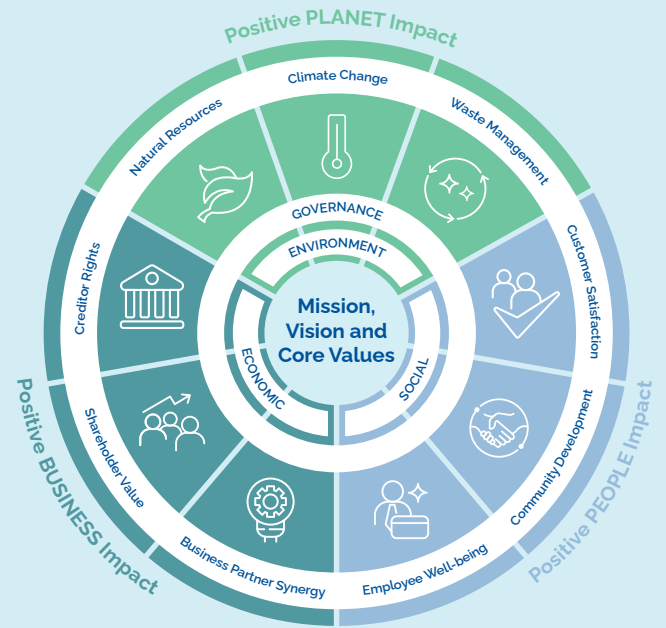 Positive PLANET Impact
Climate Change
Natural Resources
Waste Management
GOVERNANCE
ENVIRONMENT
Creditor Rights
Customer Satisfaction
Mission,
Vision and
Core Values
ECONOMIC
SOCIAL
Shareholder Value
Community Development
Positive BUSINESS Impact
Positive PEOPLE Impact
Business Partner Synergy
Employee Well-being